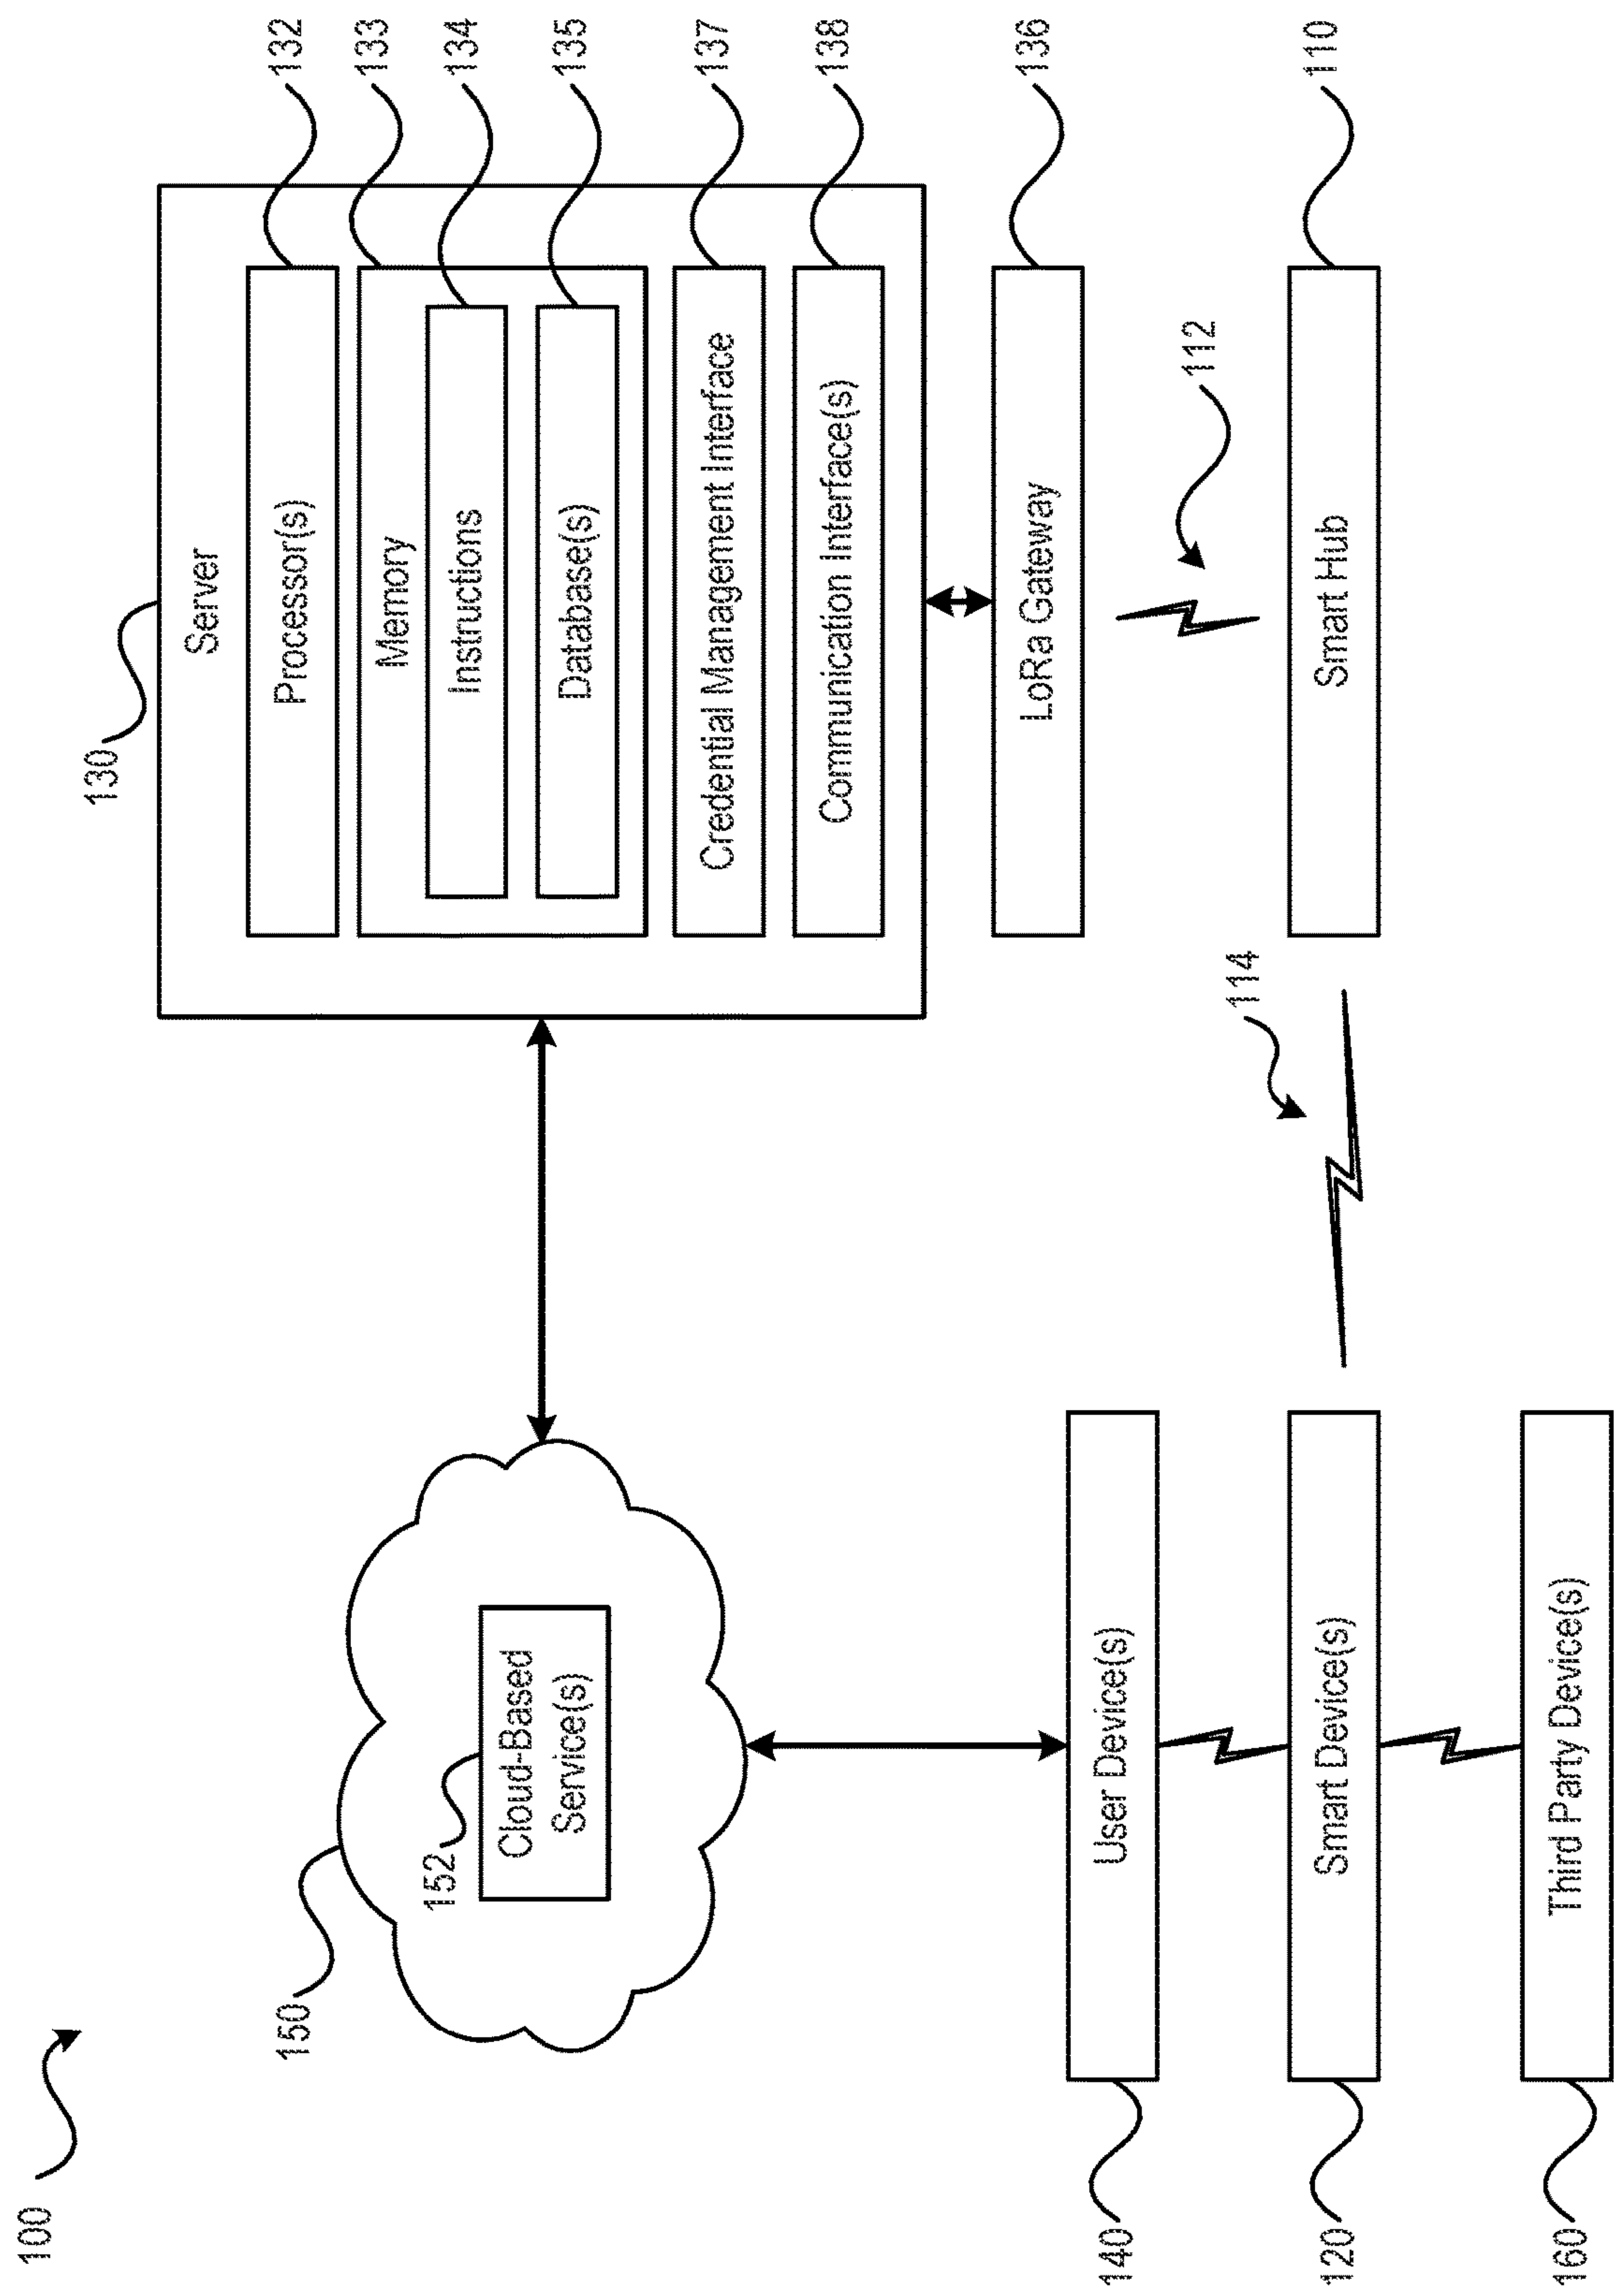 100
130
Server
Processor(s)
132
Memory
133
Instructions
134
Database(s)
135
Credential Management Interface
137
Communication Interface(s)
138
LoRa Gateway
136
112
Smart Hub
110
114
150
152
Cloud-Based
Service(s)
User Device(s)
140
Smart Device(s)
120
Third Party Device(s)
160